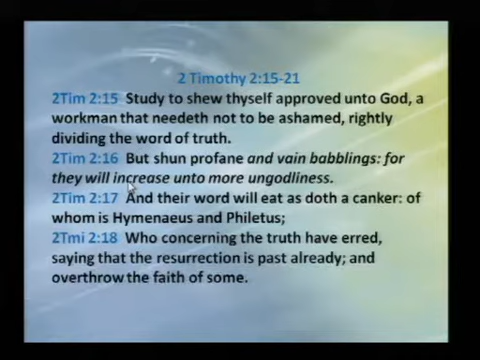 2 Timothy 2:15-21
2Tim 2:15 Study to shew thyself approved unto God, a
workman that needeth not to be ashamed, rightly
dividing the word of truth.
2Tim 2:16 But shun profane and vain babblings: for
they will increase unto more ungodliness.
2Tim 2:17 And their word will eat as doth a canker: of
whom is Hymenaeus and Philetus;
2Tmi 2:18 Who concerning the truth have erred,
saying that the resurrection is past already; and
overthrow the faith of some.